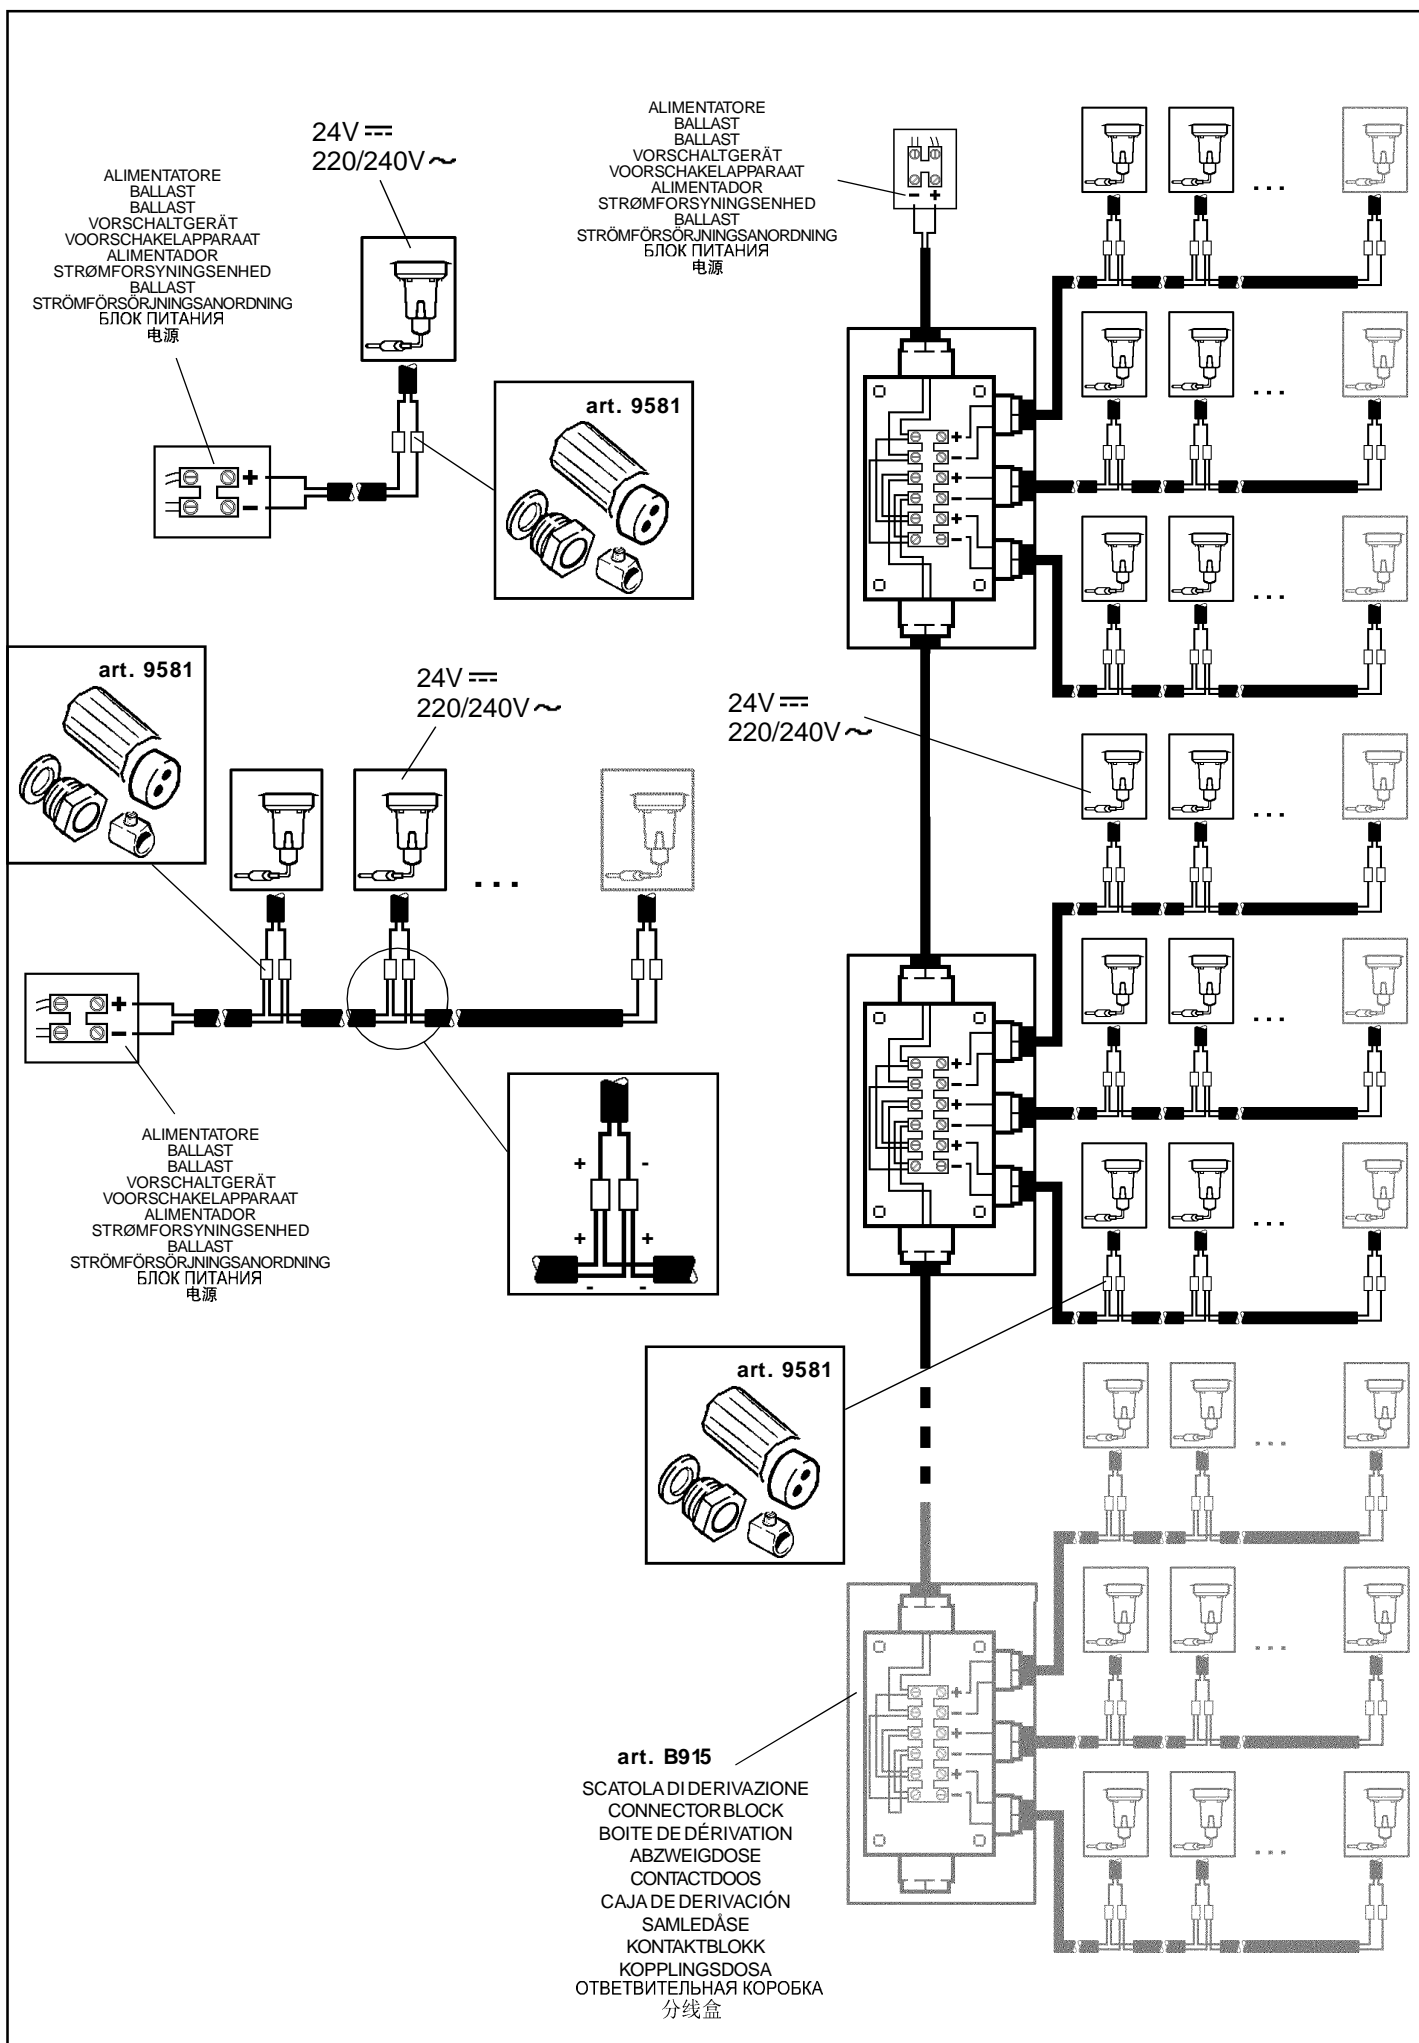 24V ⎓
220/240V ~
ALIMENTATORE
BALLAST
BALLAST
VORSCHALTGERÄT
VOORSCHAKELAPPARAAT
ALIMENTADOR
STRØMFORSYNINGSENHED
BALLAST
STRÖMFÖRSÖRJNINGSANORDNING
БЛОК ПИТАНИЯ
电源
+
-
art. 9581
art. 9581
24V ⎓
220/240V ~
...
+
-
ALIMENTATORE
BALLAST
BALLAST
VORSCHALTGERÄT
VOORSCHAKELAPPARAAT
ALIMENTADOR
STRØMFORSYNINGSENHED
BALLAST
STRÖMFÖRSÖRJNINGSANORDNING
БЛОК ПИТАНИЯ
电源
+ -
+ +
- -
ALIMENTATORE
BALLAST
BALLAST
VORSCHALTGERÄT
VOORSCHAKELAPPARAAT
ALIMENTADOR
STRØMFORSYNINGSENHED
BALLAST
STRÖMFÖRSÖRJNINGSANORDNING
БЛОК ПИТАНИЯ
电源
- +
...
...
...
+
-
+
-
+
-
24V ⎓
220/240V ~
...
...
...
+
-
+
-
+
-
art. 9581
...
...
...
+
-
+
-
+
-
art. B915
SCATOLA DI DERIVAZIONE
CONNECTOR BLOCK
BOITE DE DÉRIVATION
ABZWEIGDOSE
CONTACTDOOS
CAJA DE DERIVACIÓN
SAMLEDÅSE
KONTAKTBLOKK
KOPPLINGSDOSA
ОТВЕТВИТЕЛЬНАЯ КОРОБКА
分线盒